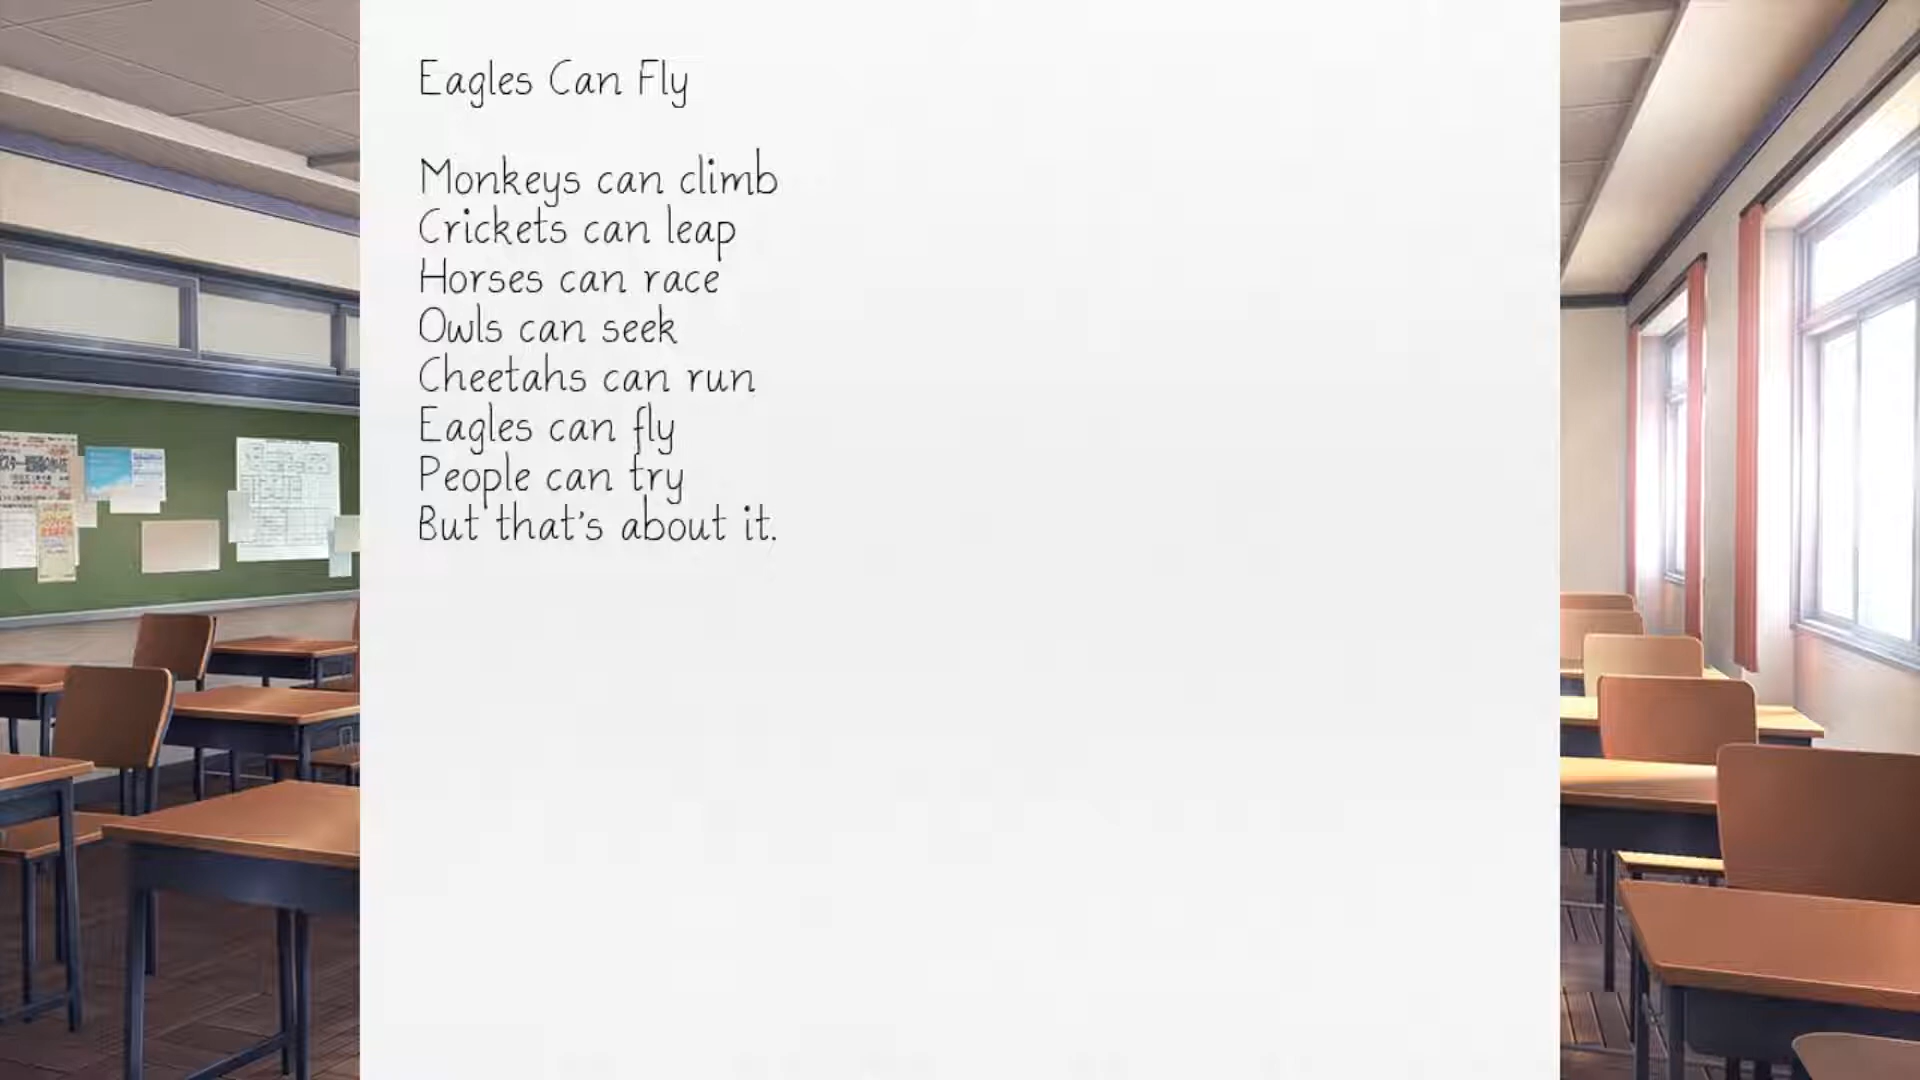 Eagles Can Fly
Monkeys can climb
Crickets can leap
Horses can race
Owls can seek
Cheetahs can run
Eagles can fly
People can try
But that's about it.